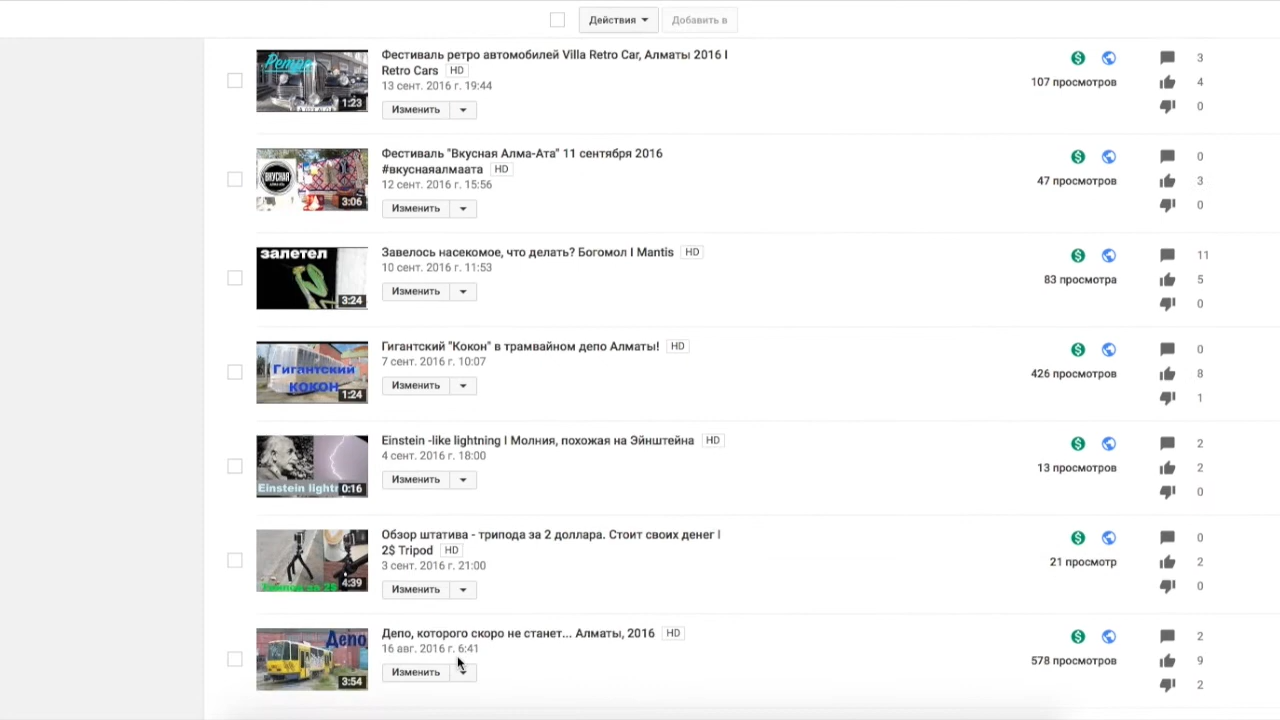 Действия
Добавить в
Ретро
1:23
Фестиваль ретро автомобилей Villa Retro Car, Алматы 2016 I
Retro Cars HD
13 сент. 2016 г. 19:44
Изменить
107 просмотров
3
4
0
ВКУСНАЯ
3:06
Фестиваль "Вкусная Алма-Ата" 11 сентября 2016
#вкуснаяалмаата HD
12 сент. 2016 г. 15:56
Изменить
47 просмотров
0
3
0
залетел
3:24
Завелось насекомое, что делать? Богомол I Mantis HD
10 сент. 2016 г. 11:53
Изменить
83 просмотра
11
5
0
Гигантский
кокон
1:24
Гигантский "Кокон" в трамвайном депо Алматы! HD
7 сент. 2016 г. 10:07
Изменить
426 просмотров
0
8
1
Einstein lightn
0:16
Einstein -like lightning I Молния, похожая на Эйнштейна HD
4 сент. 2016 г. 18:00
Изменить
13 просмотров
2
2
0
4:39
Обзор штатива - трипода за 2 доллара. Стоит своих денег I
2$ Tripod HD
3 сент. 2016 г. 21:00
Изменить
21 просмотр
0
2
0
Депо
3:54
Депо, которого скоро не станет... Алматы, 2016 HD
16 авг. 2016 г. 6:41
Изменить
578 просмотров
2
9
2